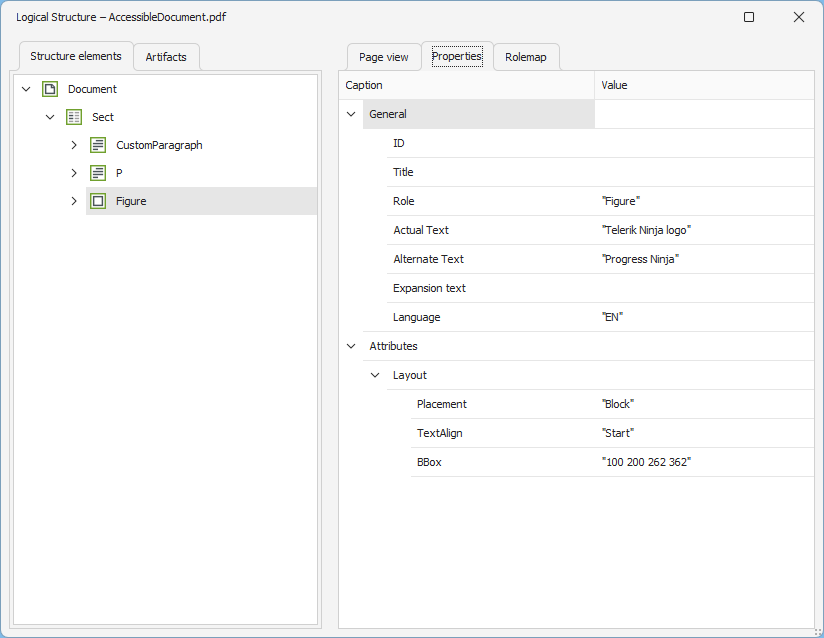 Logical Structure – AccessibleDocument.pdf
Structure elements
Artifacts
Document
Sect
CustomParagraph
P
Figure
Page view
Properties
Rolemap
Caption Value
General
ID
Title
Role "Figure"
Actual Text "Telerik Ninja logo"
Alternate Text "Progress Ninja"
Expansion text
Language "EN"
Attributes
Layout
Placement "Block"
TextAlign "Start"
BBox "100 200 262 362"